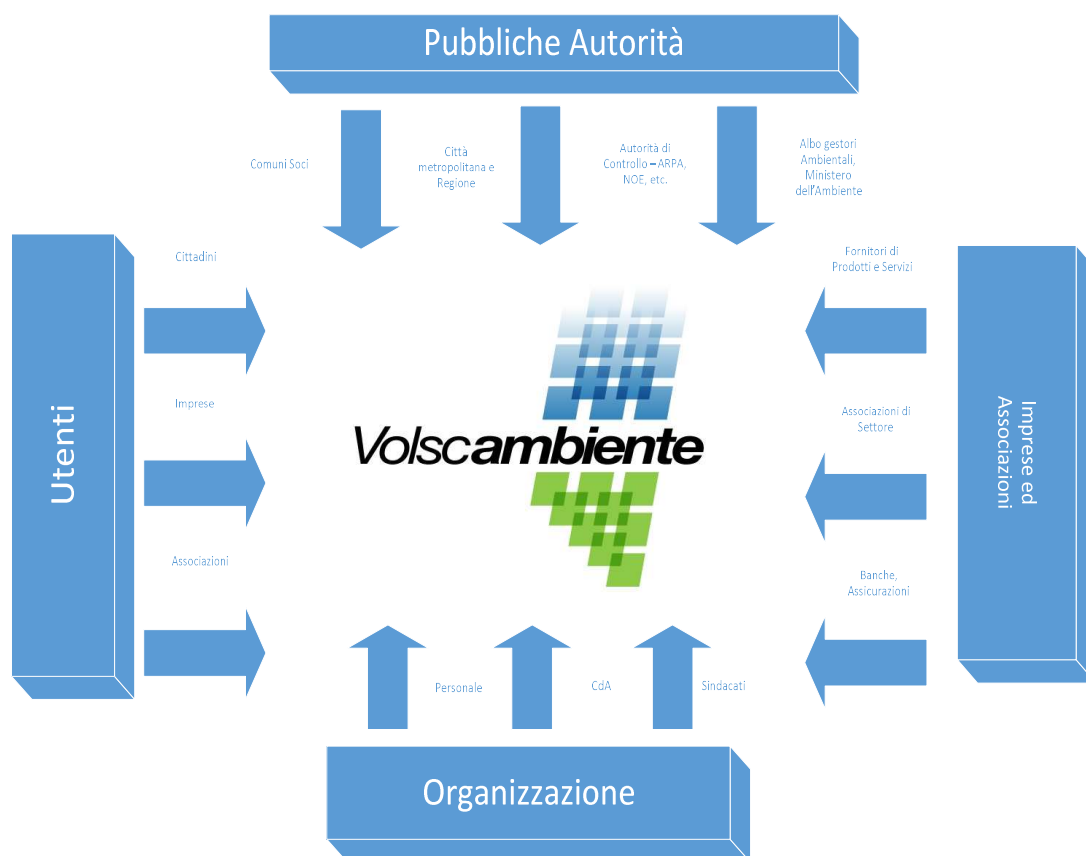 Pubbliche Autorità
Comuni Soci
Città
metropolitana e
Regione
Autorità di
Controllo – ARPA,
NOE, etc.
Albo gestori
Ambientali,
Ministero
dell'Ambiente
Utenti
Cittadini
Imprese
Associazioni
Volscambiente
Fornitori di
Prodotti e Servizi
Associazioni di
Settore
Banche,
Assicurazioni
Imprese ed
Associazioni
Personale
CdA
Sindacati
Organizzazione